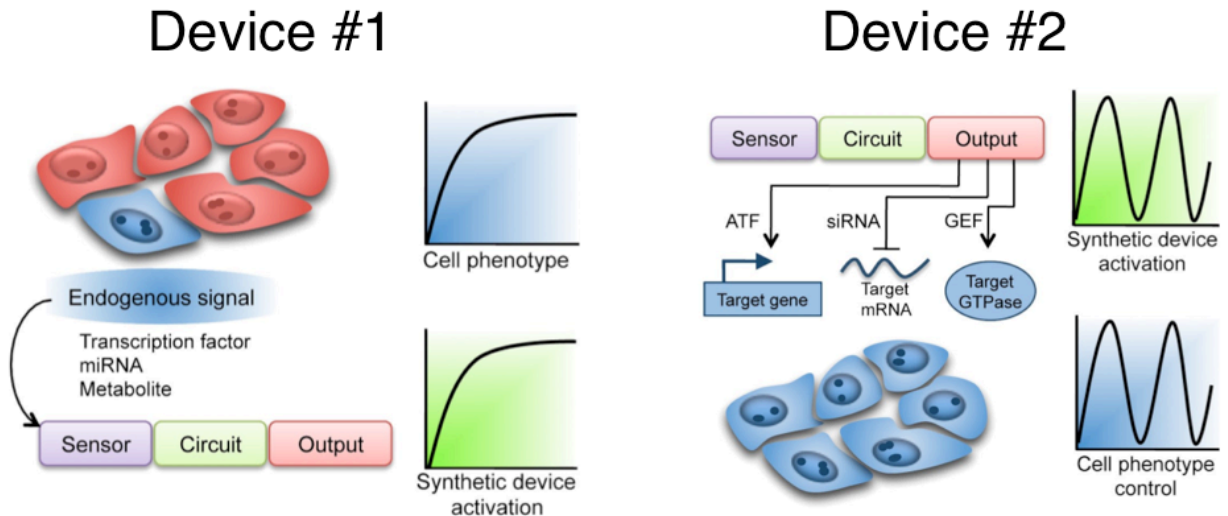 Device #1
Cell phenotype
Endogenous signal
Transcription factor
miRNA
Metabolite
Sensor Circuit Output
Synthetic device
activation
Device #2
Sensor Circuit Output
ATF siRNA GEF
Target gene
Target
mRNA
Target
GTPase
Synthetic device
activation
Cell phenotype
control